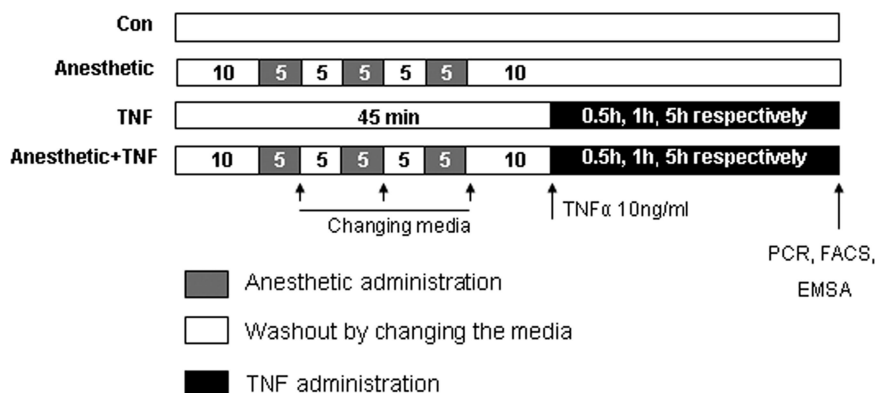 Con
Anesthetic 10 5 5 5 5 5 10
TNF 45 min 0.5h, 1h, 5h respectively
Anesthetic+TNF 10 5 5 5 5 5 10 0.5h, 1h, 5h respectively
Changing media
TNFα 10ng/ml
PCR, FACS,
EMSA
Anesthetic administration
Washout by changing the media
TNF administration